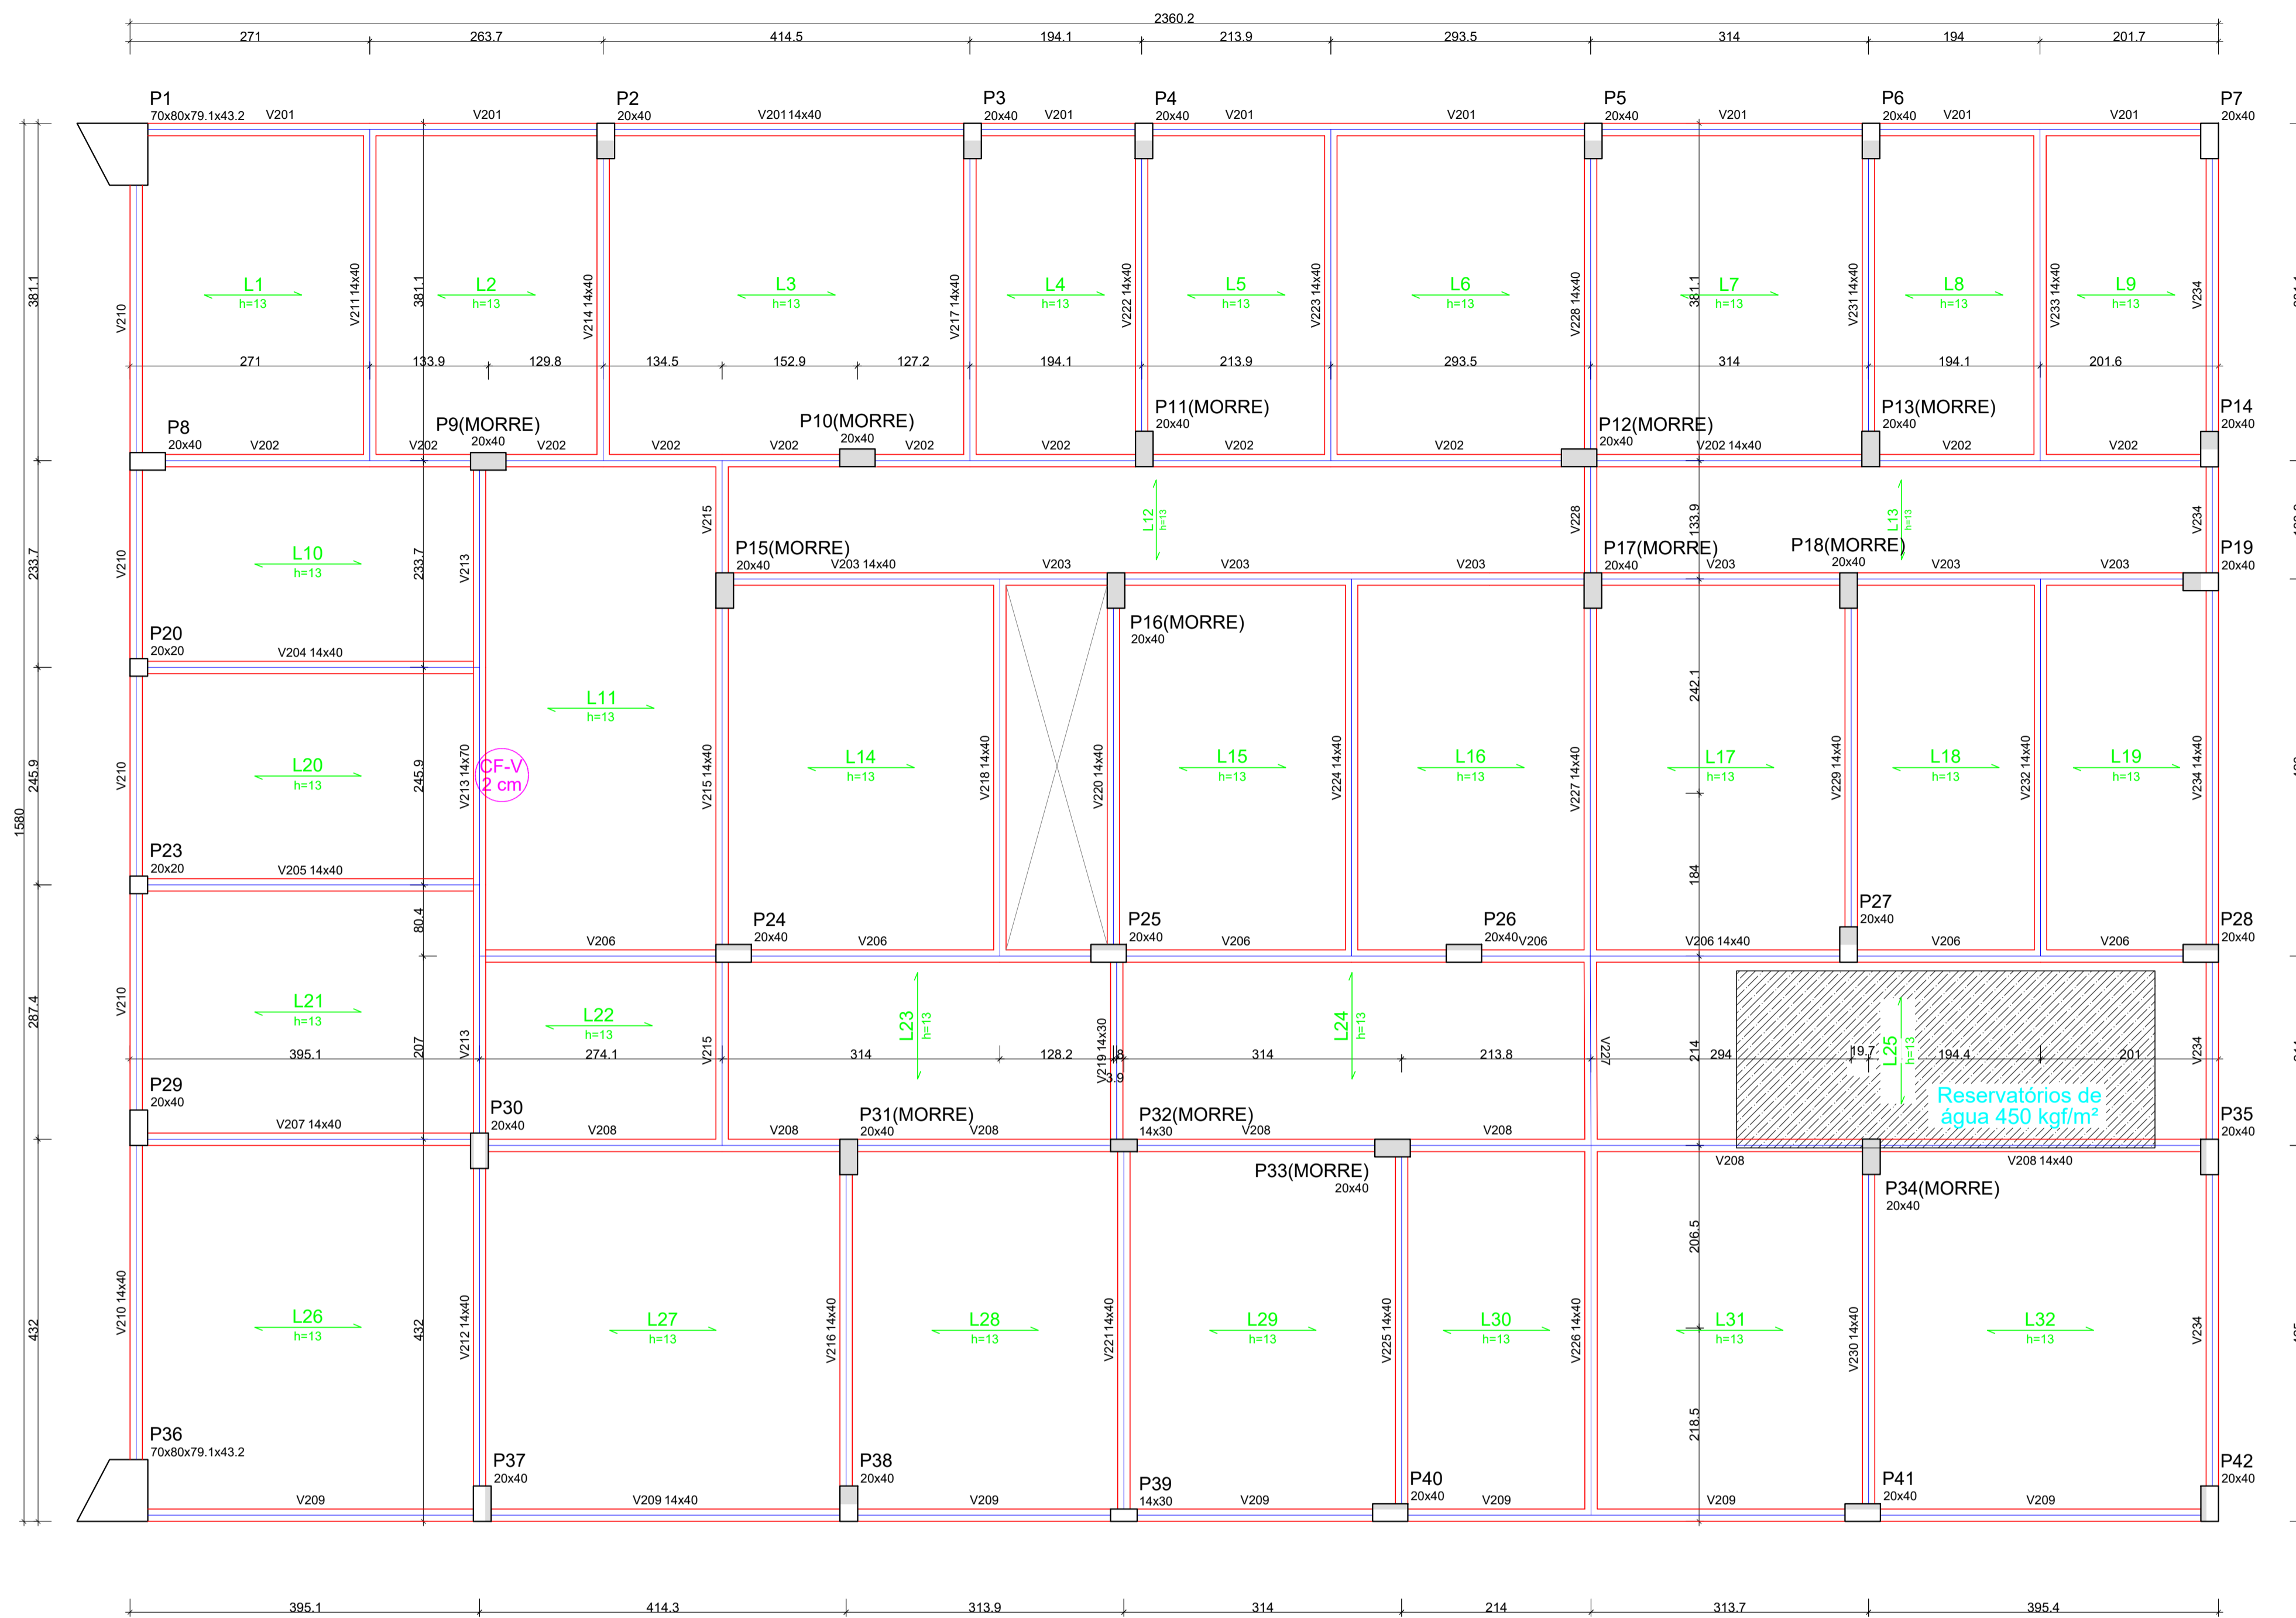 2360.2
271
263.7
414.5
194.1
213.9
293.5
314
194
201.7
P1
70x80x79.1x43.2
V201
V201
P2
20x40
V201 14x40
P3
20x40
V201
P4
20x40
V201
V201
P5
20x40
V201
P6
20x40
V201
V201
P7
20x40
381.1
V210
L1
h=13
V211 14x40
381.1
L2
h=13
V214 14x40
L3
h=13
V217 14x40
L4
h=13
V222 14x40
L5
h=13
V223 14x40
L6
h=13
V228 14x40
L7
h=13
381.1
V231 14x40
L8
h=13
V233 14x40
L9
h=13
V234
271
133.9
129.8
134.5
152.9
127.2
194.1
213.9
293.5
314
194.1
201.6
P8
20x40
V202
V202
P9(MORRE)
20x40
V202
V202
V202
P10(MORRE)
20x40
V202
V202
P11(MORRE)
20x40
V202
V202
P12(MORRE)
20x40
V202 14x40
P13(MORRE)
20x40
V202
V202
P14
20x40
233.7
V210
L10
h=13
233.7
V213
V215
L12
h=13
V228
133.9
L13
h=13
V234
P15(MORRE)
20x40
V203 14x40
V203
V203
V203
P17(MORRE)
20x40
V203
P18(MORRE)
20x40
V203
V203
P19
20x40
P16(MORRE)
20x40
P20
20x20
V204 14x40
1580
245.9
V210
L20
h=13
245.9
V213 14x70
CF-V
2 cm
L11
h=13
V215 14x40
L14
h=13
V218 14x40
V220 14x40
L15
h=13
V224 14x40
L16
h=13
V227 14x40
L17
h=13
242.1
184
V229 14x40
L18
h=13
V232 14x40
L19
h=13
V234 14x40
P23
20x20
V205 14x40
80.4
V206
P24
20x40
V206
P25
20x40
V206
P26
20x40
V206
V206 14x40
P27
20x40
V206
V206
P28
20x40
287.4
V210
L21
h=13
207
V213
L22
h=13
V215
L23
h=13
V219 14x30
L24
h=13
V227
214
L25
h=13
V234
395.1
274.1
314
128.2
8
3.9
314
213.8
294
19.7
194.4
201
Reservatórios de
água 450 kgf/m²
P29
20x40
V207 14x40
P30
20x40
V208
V208
P31(MORRE)
20x40
V208
P32(MORRE)
14x30
V208
P33(MORRE)
20x40
V208
V208
P34(MORRE)
20x40
V208 14x40
P35
20x40
432
V210 14x40
L26
h=13
432
V212 14x40
L27
h=13
V216 14x40
L28
h=13
V221 14x40
L29
h=13
V225 14x40
L30
h=13
V226 14x40
L31
h=13
206.5
218.5
V230 14x40
L32
h=13
V234
P36
70x80x79.1x43.2
V209
P37
20x40
V209 14x40
P38
20x40
V209
P39
14x30
V209
P40
20x40
V209
V209
P41
20x40
V209
P42
20x40
395.1
414.3
313.9
314
214
313.7
395.4